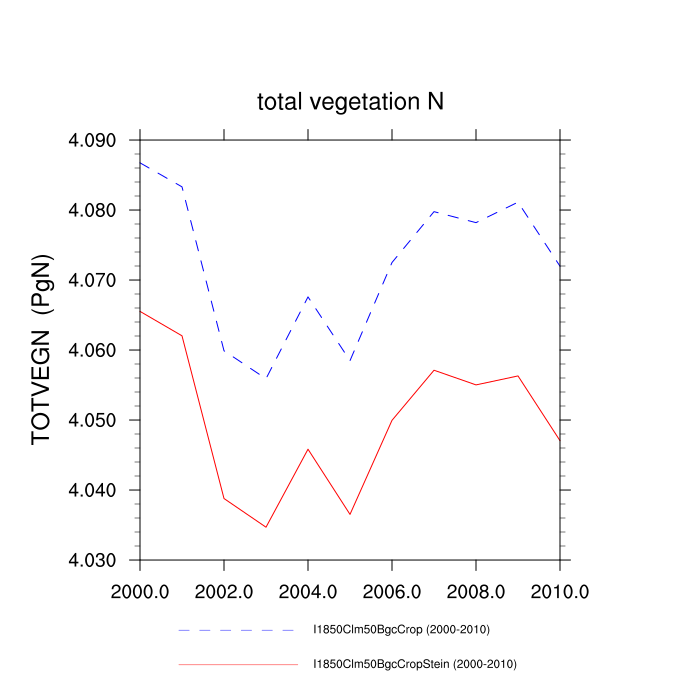 total vegetation N
TOTVEGN (PgN)
4.090
4.080
4.070
4.060
4.050
4.040
4.030
2000.0 2002.0 2004.0 2006.0 2008.0 2010.0
I1850Clm50BgcCrop (2000-2010)
I1850Clm50BgcCropStein (2000-2010)